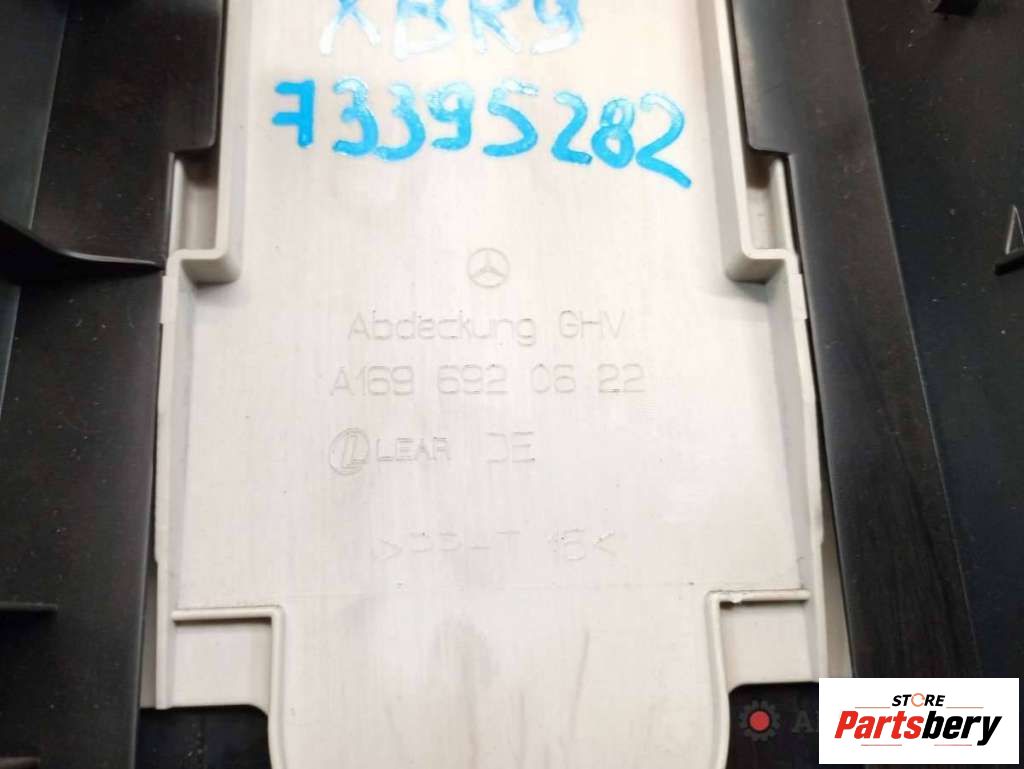 XBR9
73395282
Abdeckung GHV
A169 692 06 22
LEAR DE
>PP-T 16<
STORE
Partsbery